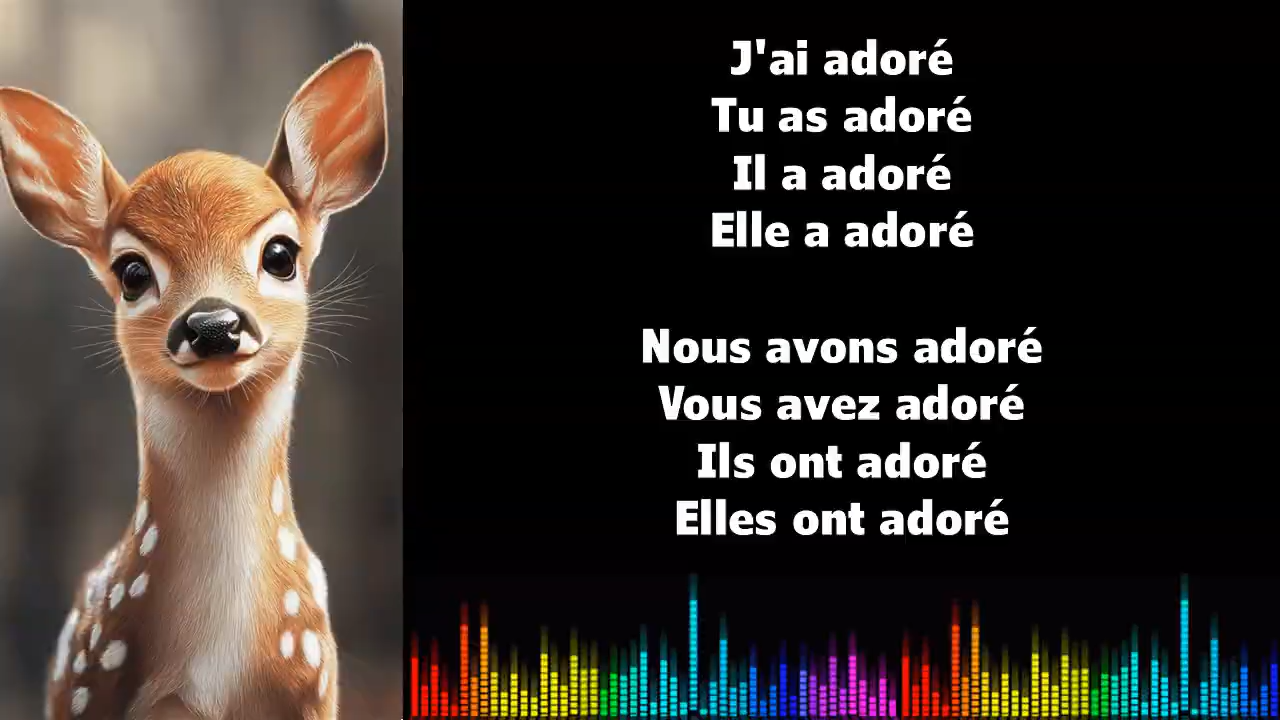 J'ai adoré
Tu as adoré
Il a adoré
Elle a adoré
Nous avons adoré
Vous avez adoré
Ils ont adoré
Elles ont adoré